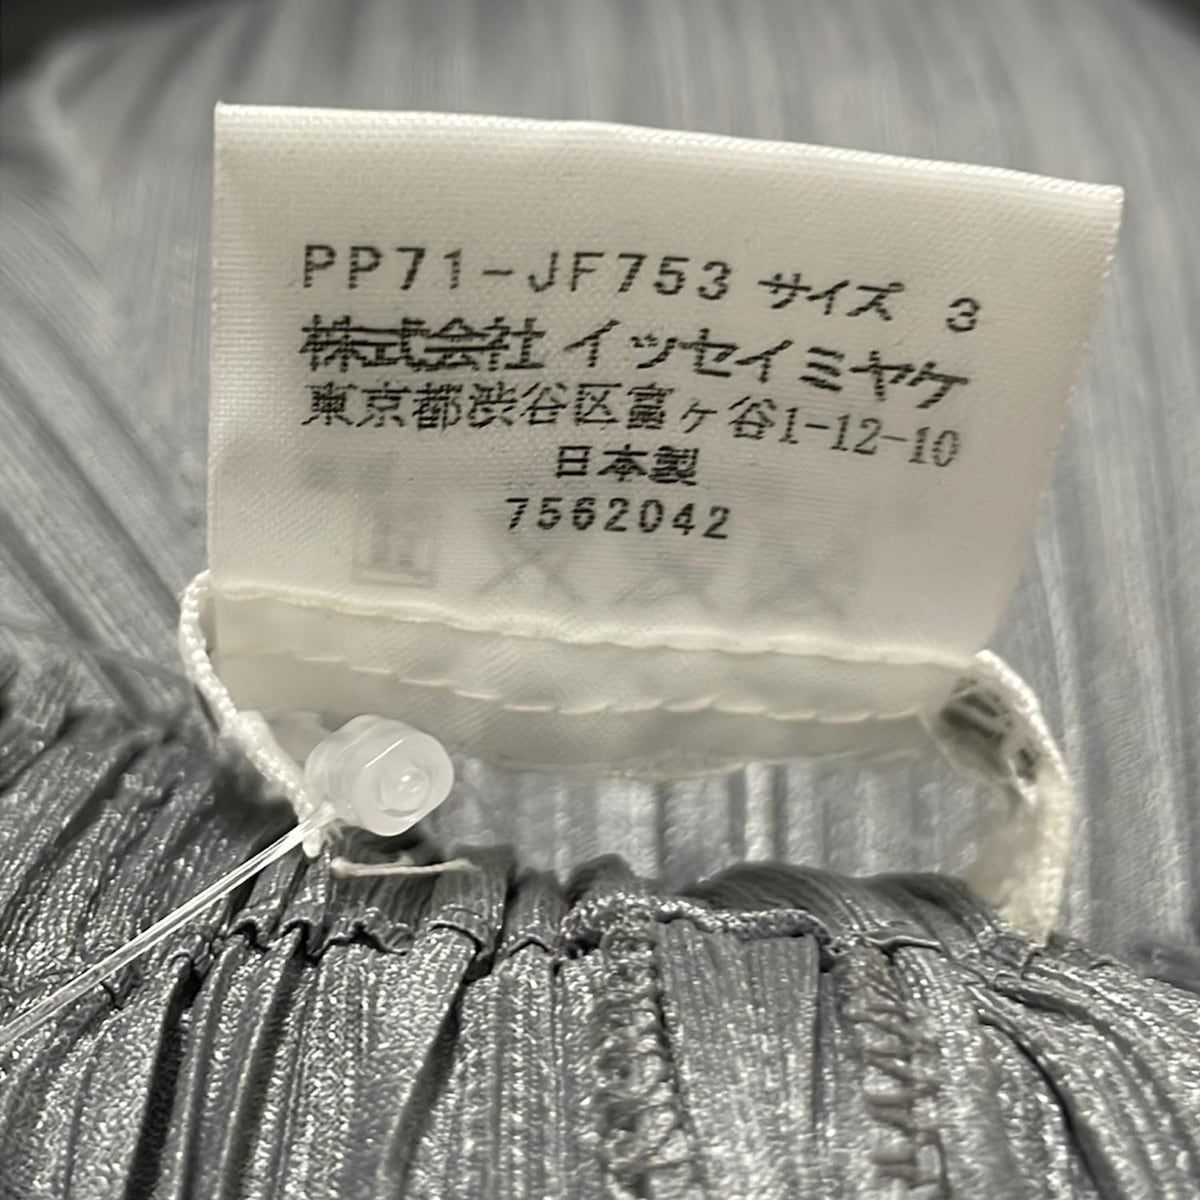 PP71-JF753 サイズ 3
株式会社 イッセイミヤケ
東京都渋谷区富ヶ谷1-12-10
日本製
7562042